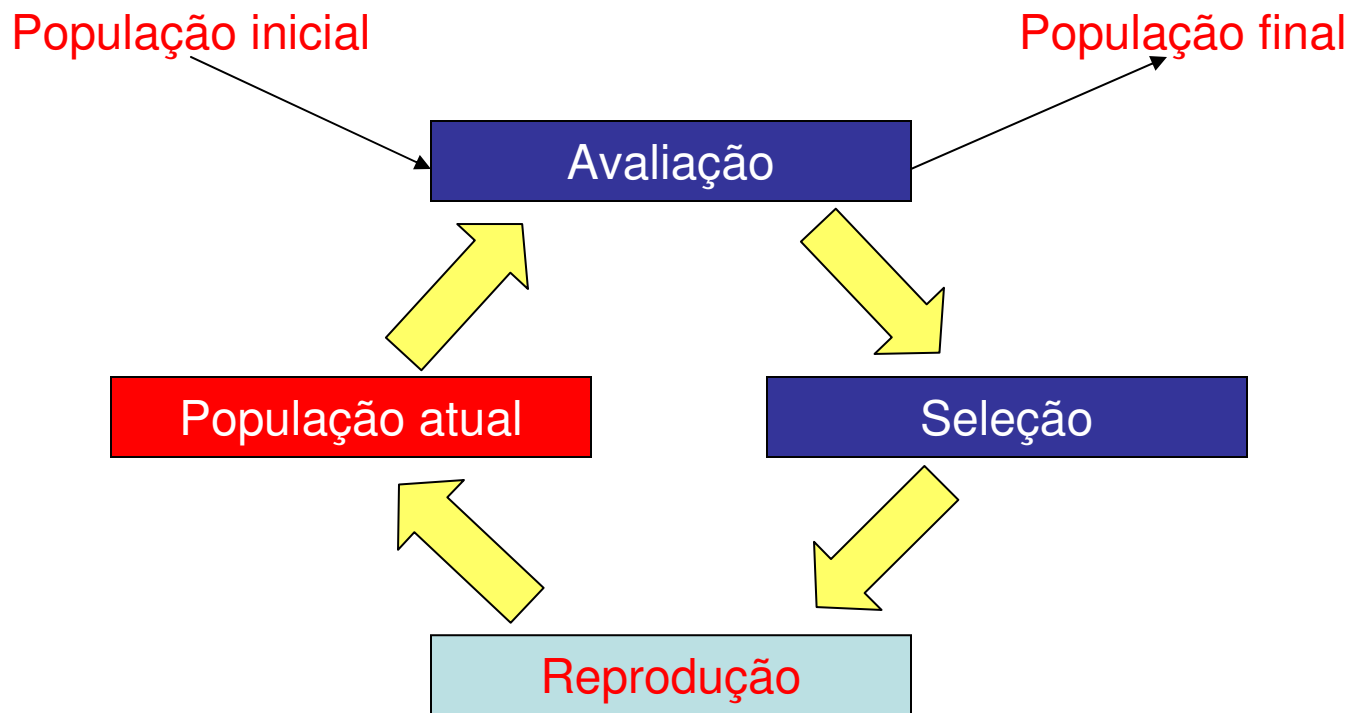 População inicial
População final
Avaliação
População atual
Seleção
Reprodução